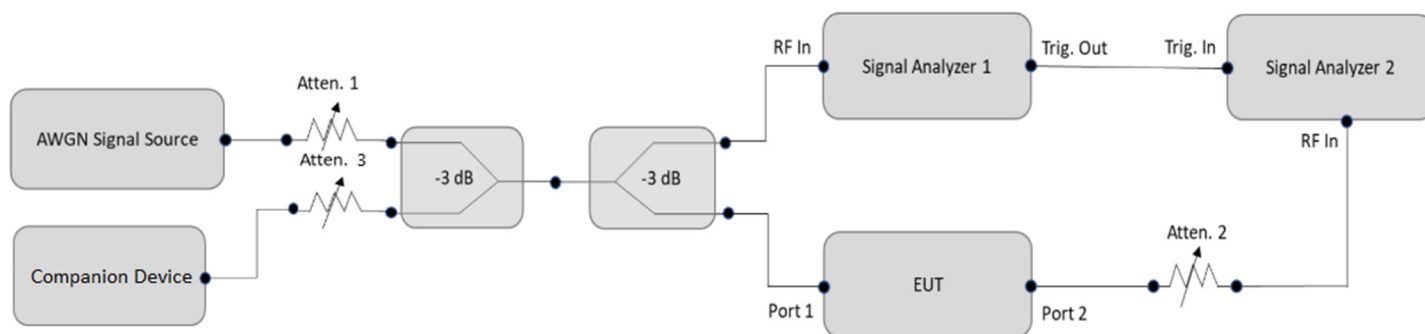 RF In
Signal Analyzer 1
Trig. Out
Trig. In
Signal Analyzer 2
Atten. 1
AWGN Signal Source
RF In
Atten. 3
-3 dB
-3 dB
Atten. 2
Companion Device
EUT
Port 1
Port 2